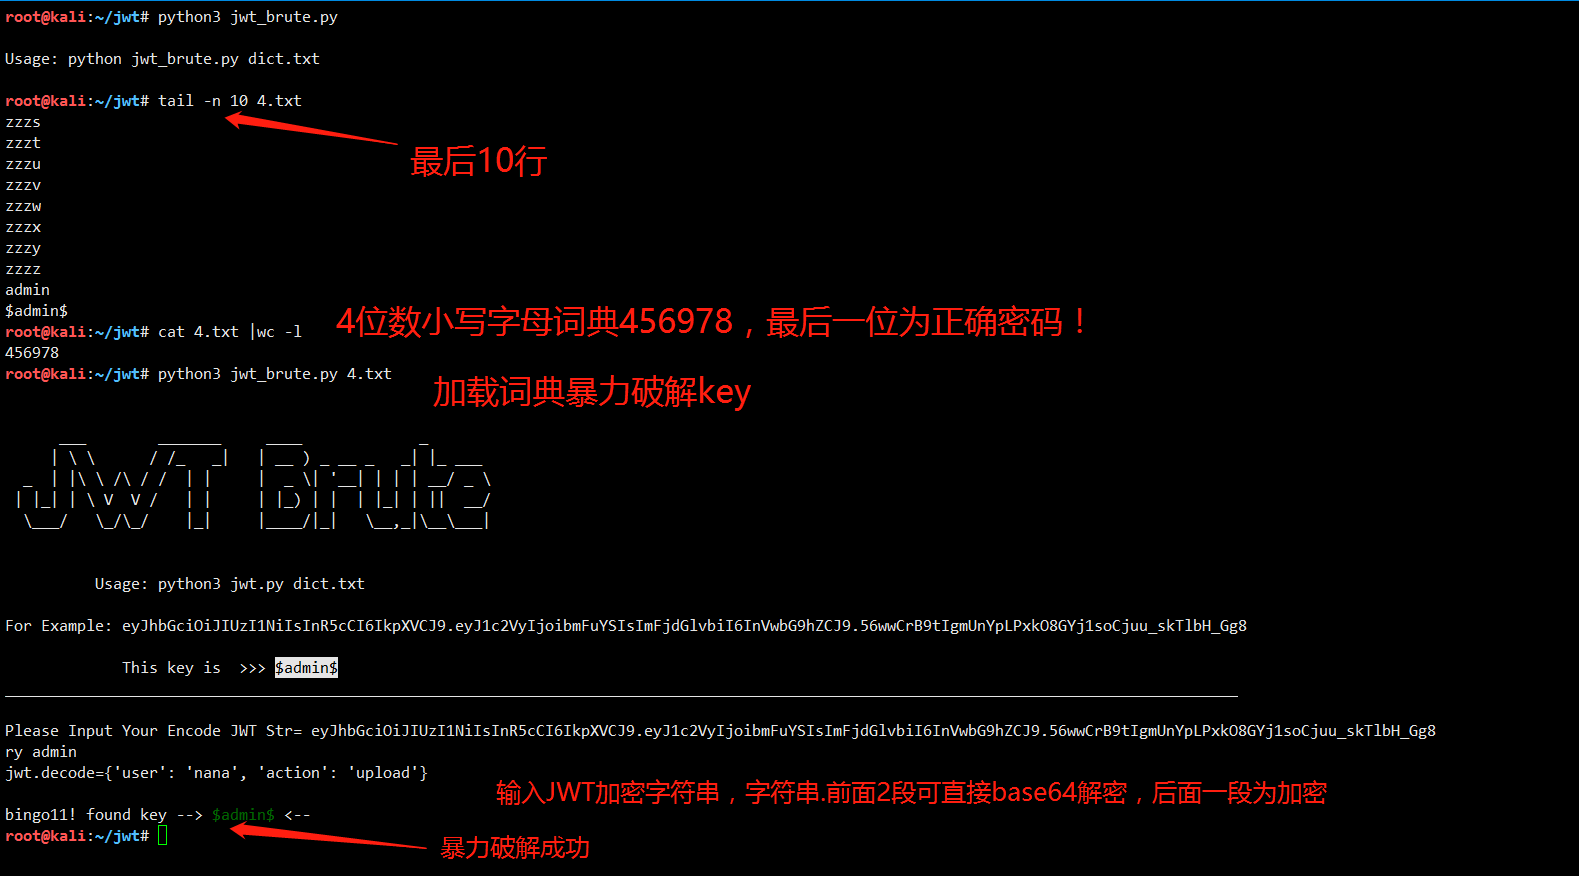 root@kali:~/jwt# python3 jwt_brute.py
Usage: python jwt_brute.py dict.txt
root@kali:~/jwt# tail -n 10 4.txt
zzzs
zzzt
最后10行
zzzu
zzzv
zzzw
zzzx
zzzy
zzzz
admin
$admin$
4位数小写字母词典456978，最后一位为正确密码！
root@kali:~/jwt# cat 4.txt |wc -l
456978
root@kali:~/jwt# python3 jwt_brute.py 4.txt
加载词典暴力破解key
JWT Brute
Usage: python3 jwt.py dict.txt
For Example: eyJhbGciOiJIUzI1NiIsInR5cCI6IkpXVCJ9.eyJ1c2VyIjoibmFuYSIsImFjdGlvbiI6InVwbG9hZCJ9.56wwCrB9tIgmUnYpLPxkO8GYj1soCjuu_skTlbH_Gg8
This key is >>> $admin$
Please Input Your Encode JWT Str= eyJhbGciOiJIUzI1NiIsInR5cCI6IkpXVCJ9.eyJ1c2VyIjoibmFuYSIsImFjdGlvbiI6InVwbG9hZCJ9.56wwCrB9tIgmUnYpLPxkO8GYj1soCjuu_skTlbH_Gg8
ry admin
jwt.decode={'user': 'nana', 'action': 'upload'}
输入JWT加密字符串，字符串.前面2段可直接base64解密，后面一段为加密
bingo11! found key --> $admin$ <--
root@kali:~/jwt#
暴力破解成功